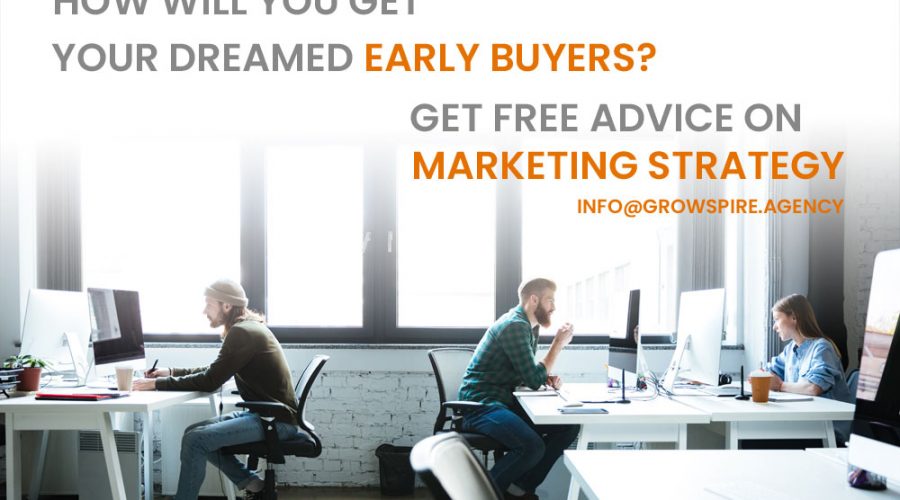 HOW WILL YOU GET
YOUR DREAMED EARLY BUYERS?
GET FREE ADVICE ON
MARKETING STRATEGY
INFO@GROWSPIRE.AGENCY